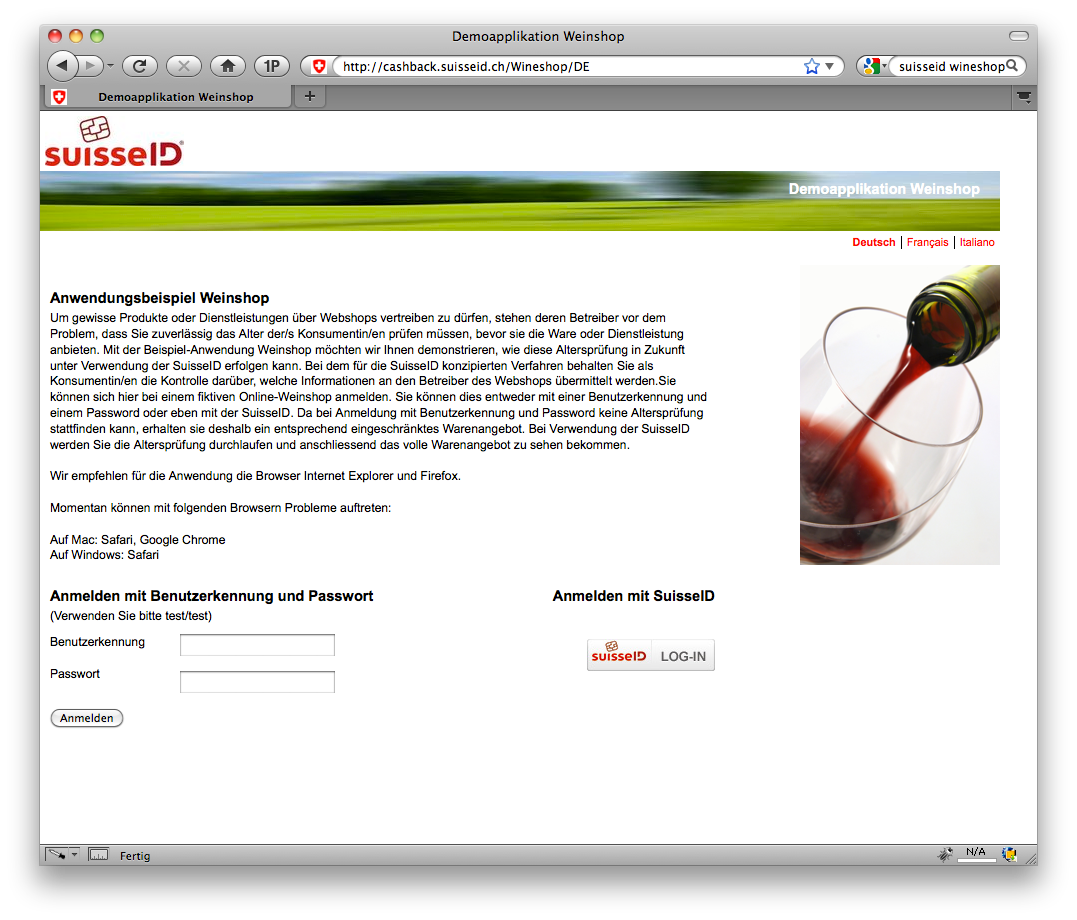 Demoapplikation Weinshop
1P
http://cashback.suisseid.ch/Wineshop/DE
suisseid wineshop
Demoapplikation Weinshop
suisseID
Demoapplikation Weinshop
Deutsch | Français | Italiano
Anwendungsbeispiel Weinshop
Um gewisse Produkte oder Dienstleistungen über Webshops vertreiben zu dürfen, stehen deren Betreiber vor dem
Problem, dass Sie zuverlässig das Alter der/s Konsumentin/en prüfen müssen, bevor sie die Ware oder Dienstleistung
anbieten. Mit der Beispiel-Anwendung Weinshop möchten wir Ihnen demonstrieren, wie diese Altersprüfung in Zukunft
unter Verwendung der SuisseID erfolgen kann. Bei dem für die SuisseID konzipierten Verfahren behalten Sie als
Konsumentin/en die Kontrolle darüber, welche Informationen an den Betreiber des Webshops übermittelt werden.Sie
können sich hier bei einem fiktiven Online-Weinshop anmelden. Sie können dies entweder mit einer Benutzerkennung und
einem Password oder eben mit der SuisseID. Da bei Anmeldung mit Benutzerkennung und Password keine Altersprüfung
stattfinden kann, erhalten sie deshalb ein entsprechend eingeschränktes Warenangebot. Bei Verwendung der SuisseID
werden Sie die Altersprüfung durchlaufen und anschliessend das volle Warenangebot zu sehen bekommen.
Wir empfehlen für die Anwendung die Browser Internet Explorer und Firefox.
Momentan können mit folgenden Browsern Probleme auftreten:
Auf Mac: Safari, Google Chrome
Auf Windows: Safari
Anmelden mit Benutzerkennung und Passwort
(Verwenden Sie bitte test/test)
Benutzerkennung
Passwort
Anmelden
Anmelden mit SuisseID
suisseID LOG-IN
Fertig
N/A